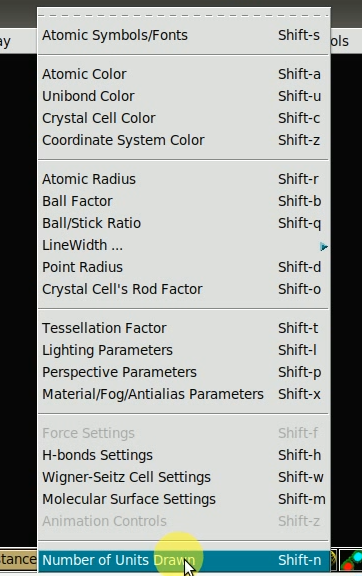 Atomic Symbols/Fonts Shift-s
ay
ols
Atomic Color Shift-a
Unibond Color Shift-u
Crystal Cell Color Shift-c
Coordinate System Color Shift-z
Atomic Radius Shift-r
Ball Factor Shift-b
Ball/Stick Ratio Shift-q
LineWidth ...
Point Radius Shift-d
Crystal Cell's Rod Factor Shift-o
Tessellation Factor Shift-t
Lighting Parameters Shift-l
Perspective Parameters Shift-p
Material/Fog/Antialias Parameters Shift-x
Force Settings Shift-f
H-bonds Settings Shift-h
Wigner-Seitz Cell Settings Shift-w
Molecular Surface Settings Shift-m
Animation Controls Shift-z
stance
Number of Units Drawn Shift-n